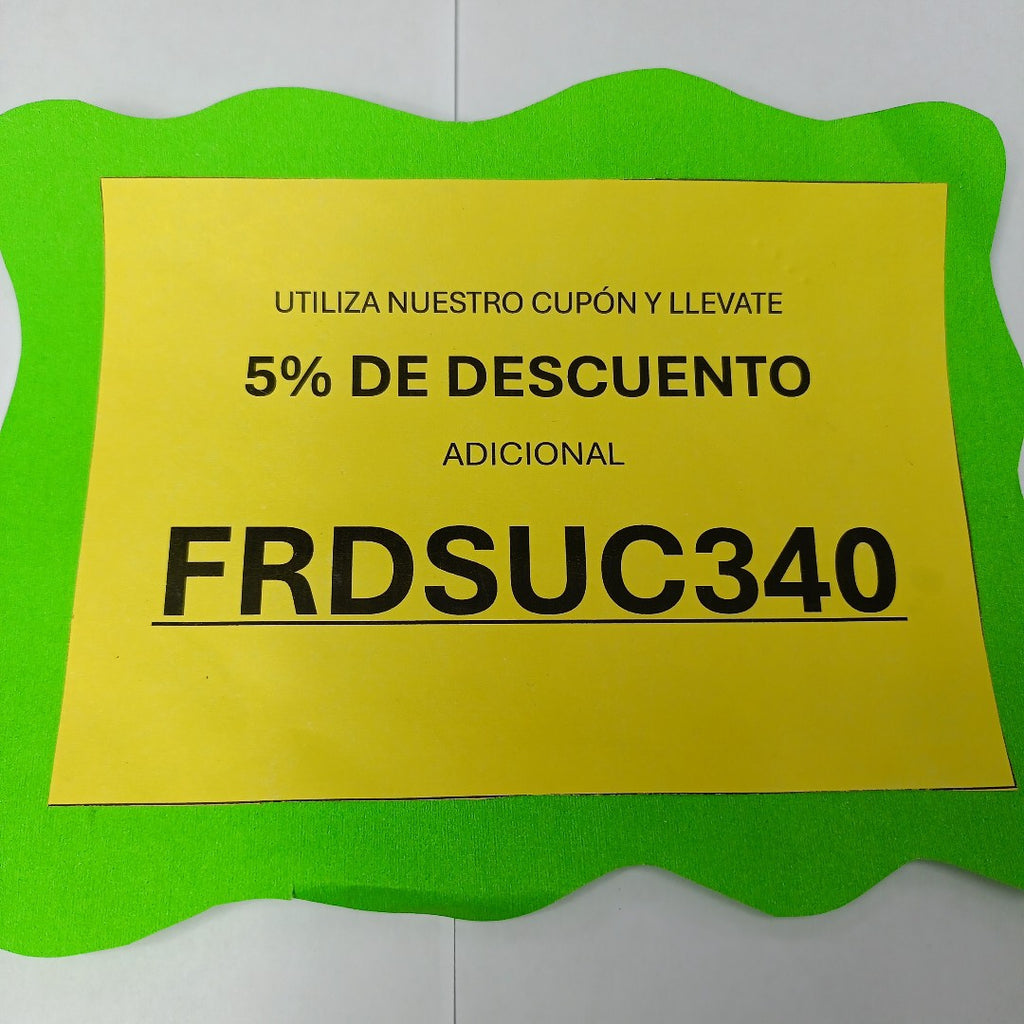 UTILIZA NUESTRO CUPÓN Y LLEVATE
5% DE DESCUENTO
ADICIONAL
FRDSUC340